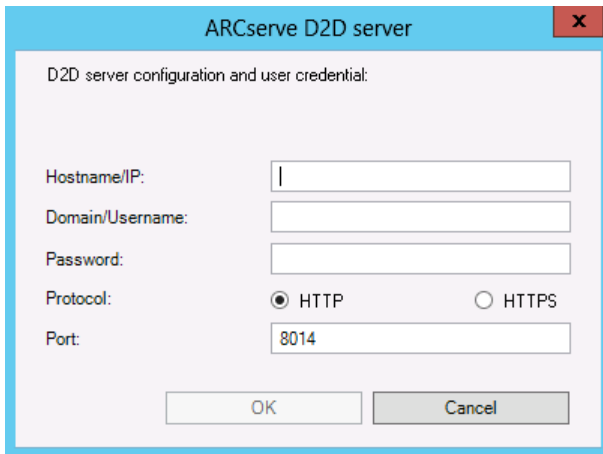 ARCserve D2D server
x
D2D server configuration and user credential:
Hostname/IP:
Domain/Username:
Password:
Protocol: HTTP HTTPS
Port: 8014
OK Cancel